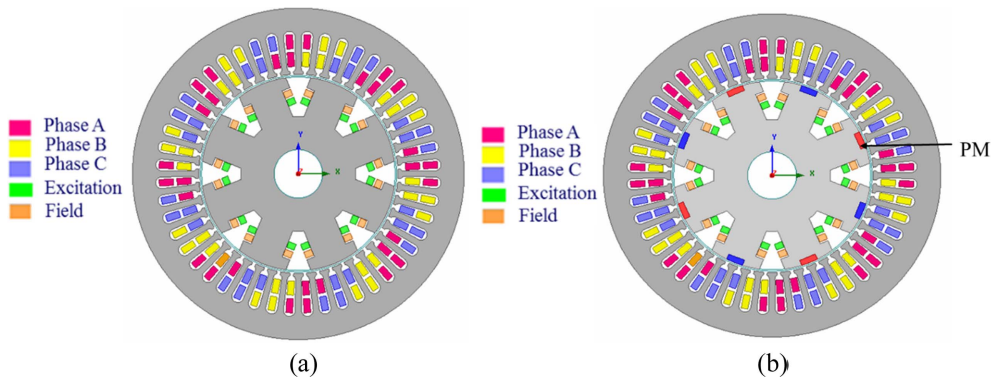 Phase A
Phase B
Phase C
Excitation
Field
Y
X
(a)
Phase A
Phase B
Phase C
Excitation
Field
Y
X
PM
(b)